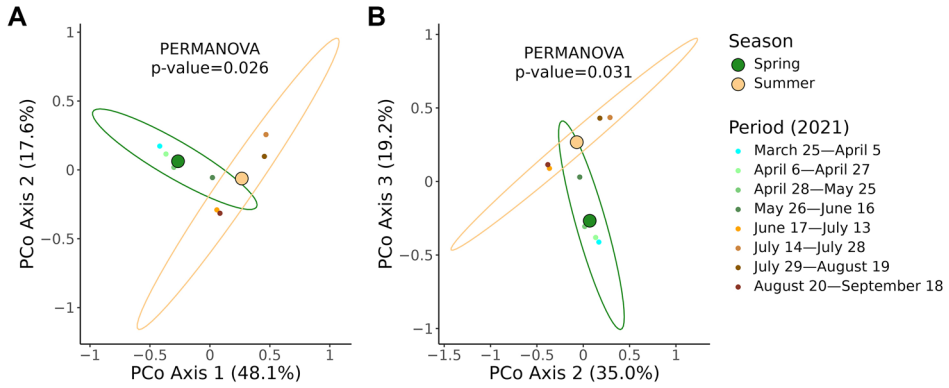 A
PERMANOVA
p-value=0.026
PCo Axis 2 (17.6%)
1
0.5
0
−0.5
−1
−1
−0.5
0
0.5
1
PCo Axis 1 (48.1%)
B
PERMANOVA
p-value=0.031
PCo Axis 3 (19.2%)
1
0.5
0
−0.5
−1
−1.5
−1
−0.5
0
0.5
1
PCo Axis 2 (35.0%)
Season
Spring
Summer
Period (2021)
March 25—April 5
April 6—April 27
April 28—May 25
May 26—June 16
June 17—July 13
July 14—July 28
July 29—August 19
August 20—September 18